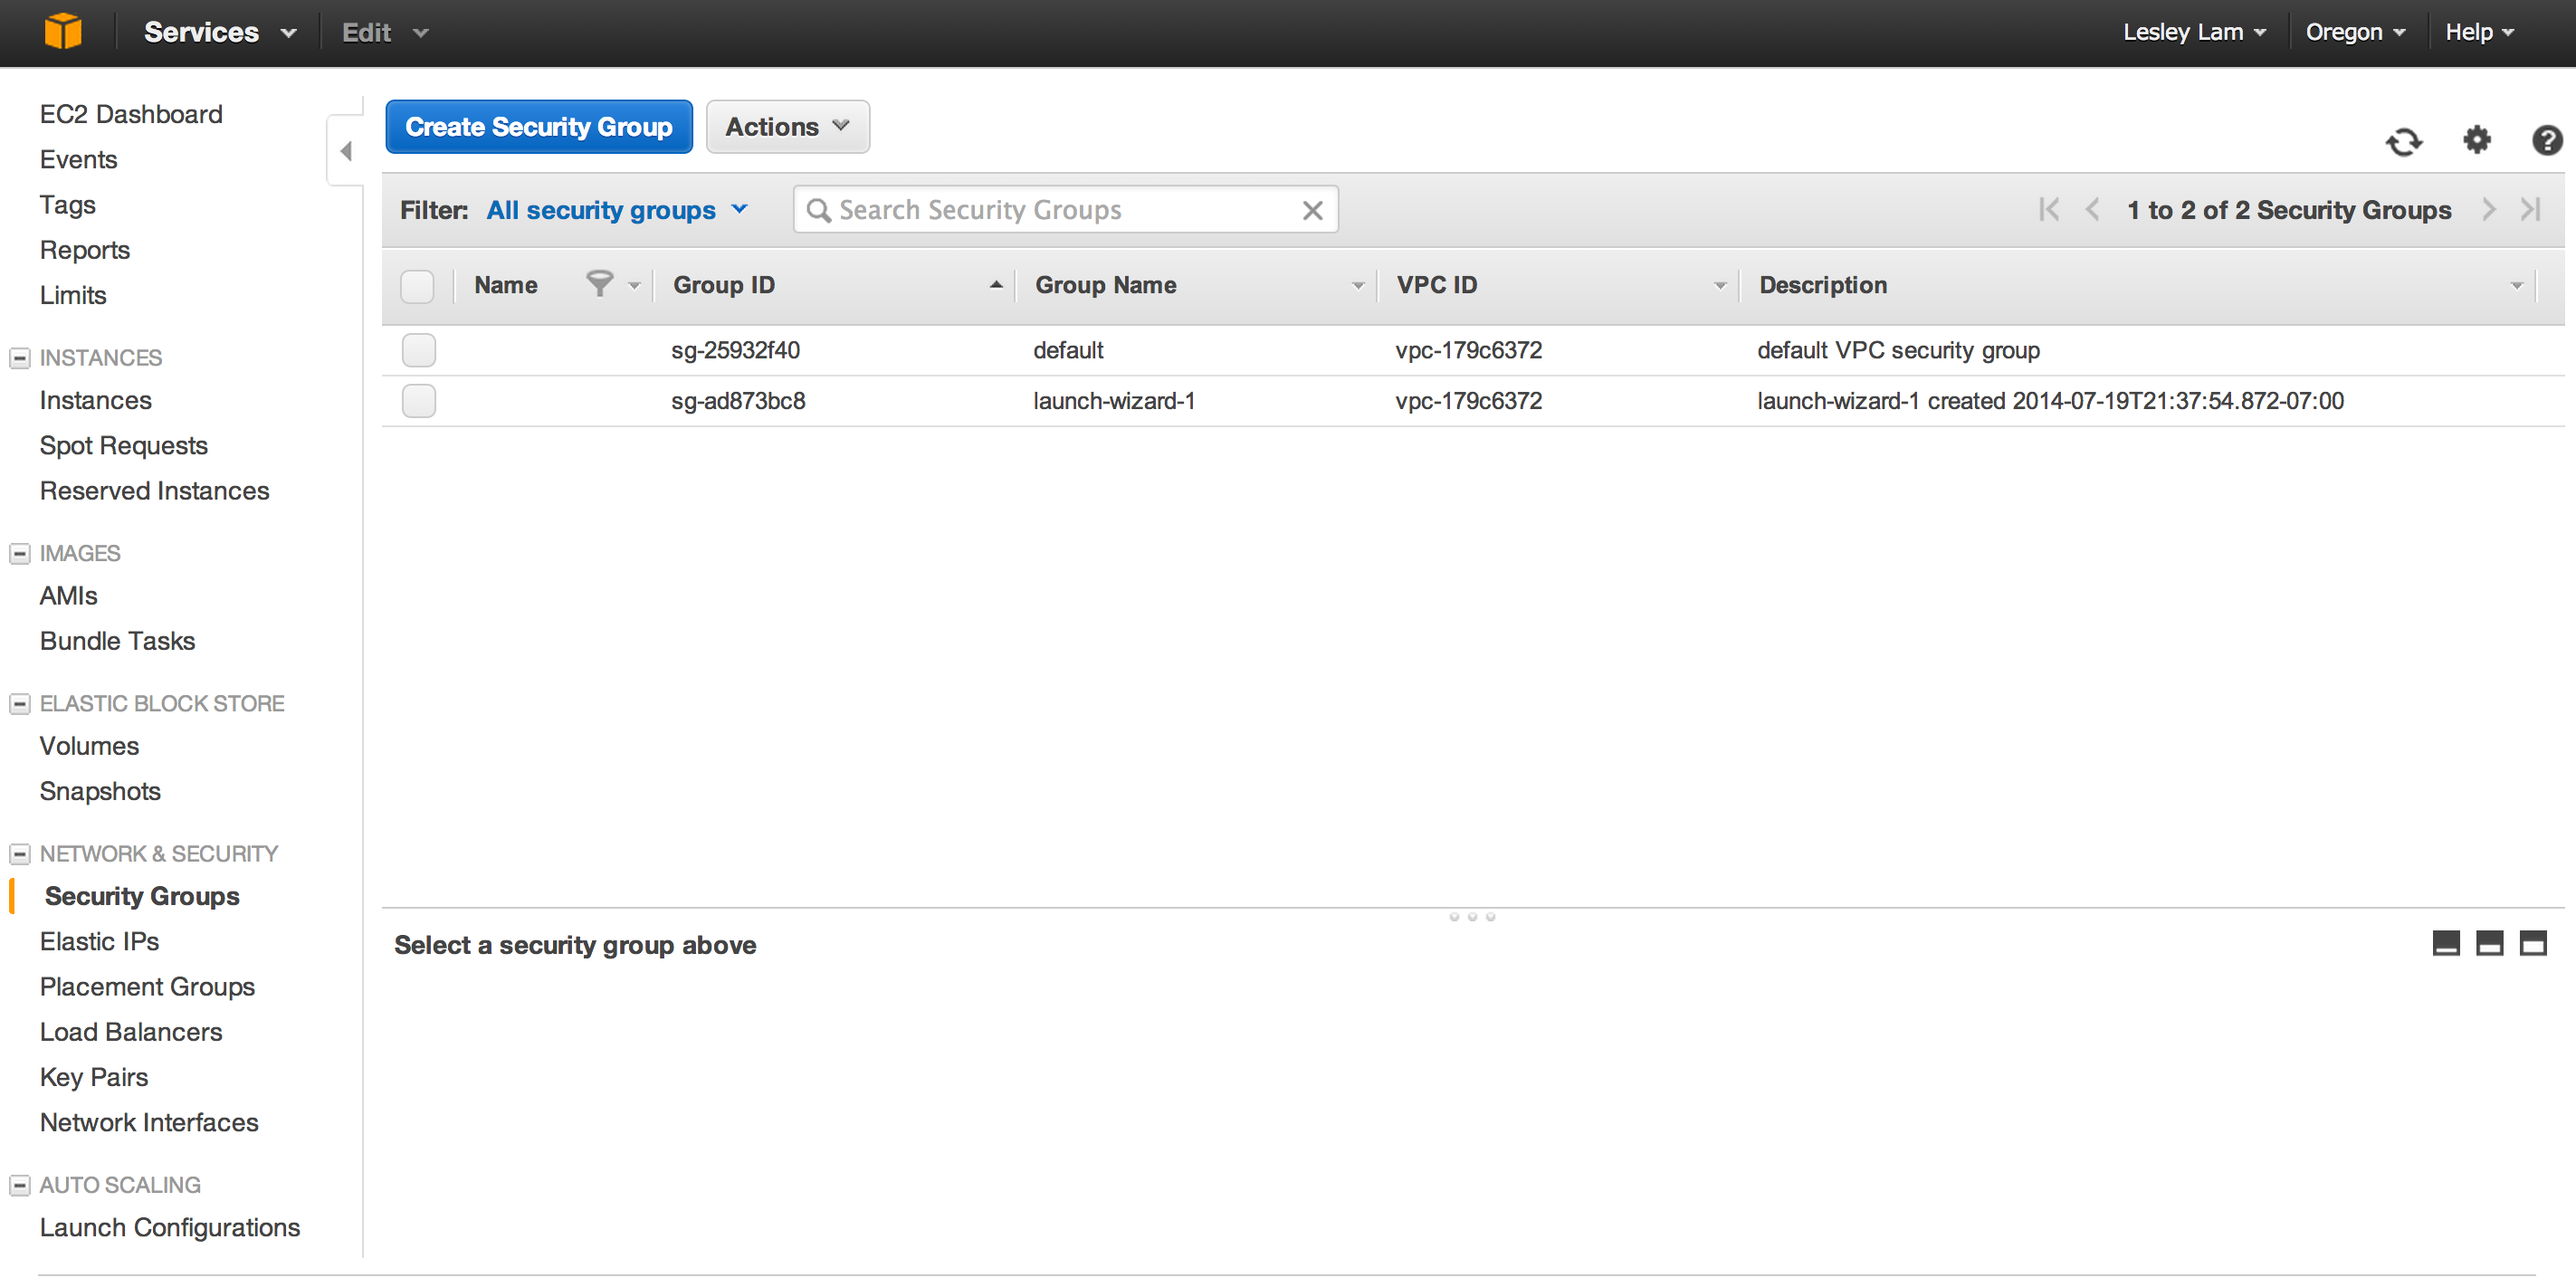 Services Edit Lesley Lam Oregon Help
EC2 Dashboard
Events
Tags
Reports
Limits
INSTANCES
Instances
Spot Requests
Reserved Instances
IMAGES
AMIs
Bundle Tasks
ELASTIC BLOCK STORE
Volumes
Snapshots
NETWORK & SECURITY
Security Groups
Elastic IPs
Placement Groups
Load Balancers
Key Pairs
Network Interfaces
AUTO SCALING
Launch Configurations
Create Security Group Actions
Filter: All security groups Search Security Groups 1 to 2 of 2 Security Groups
Name Group ID Group Name VPC ID Description
sg-25932f40 default vpc-179c6372 default VPC security group
sg-ad873bc8 launch-wizard-1 vpc-179c6372 launch-wizard-1 created 2014-07-19T21:37:54.872-07:00
Select a security group above